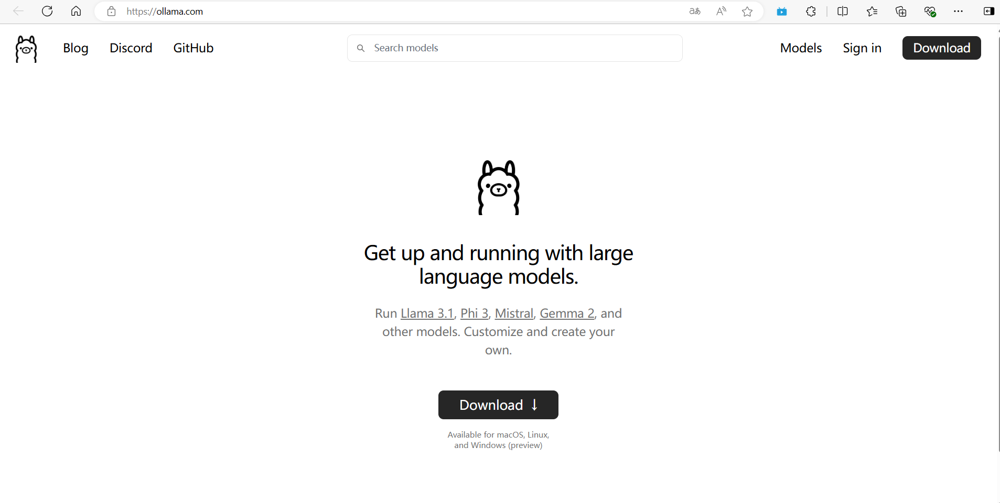 https://ollama.com
Blog
Discord
GitHub
Search models
Models
Sign in
Download
Get up and running with large
language models.
Run Llama 3.1, Phi 3, Mistral, Gemma 2, and
other models. Customize and create your
own.
Download ↓
Available for macOS, Linux,
and Windows (preview)